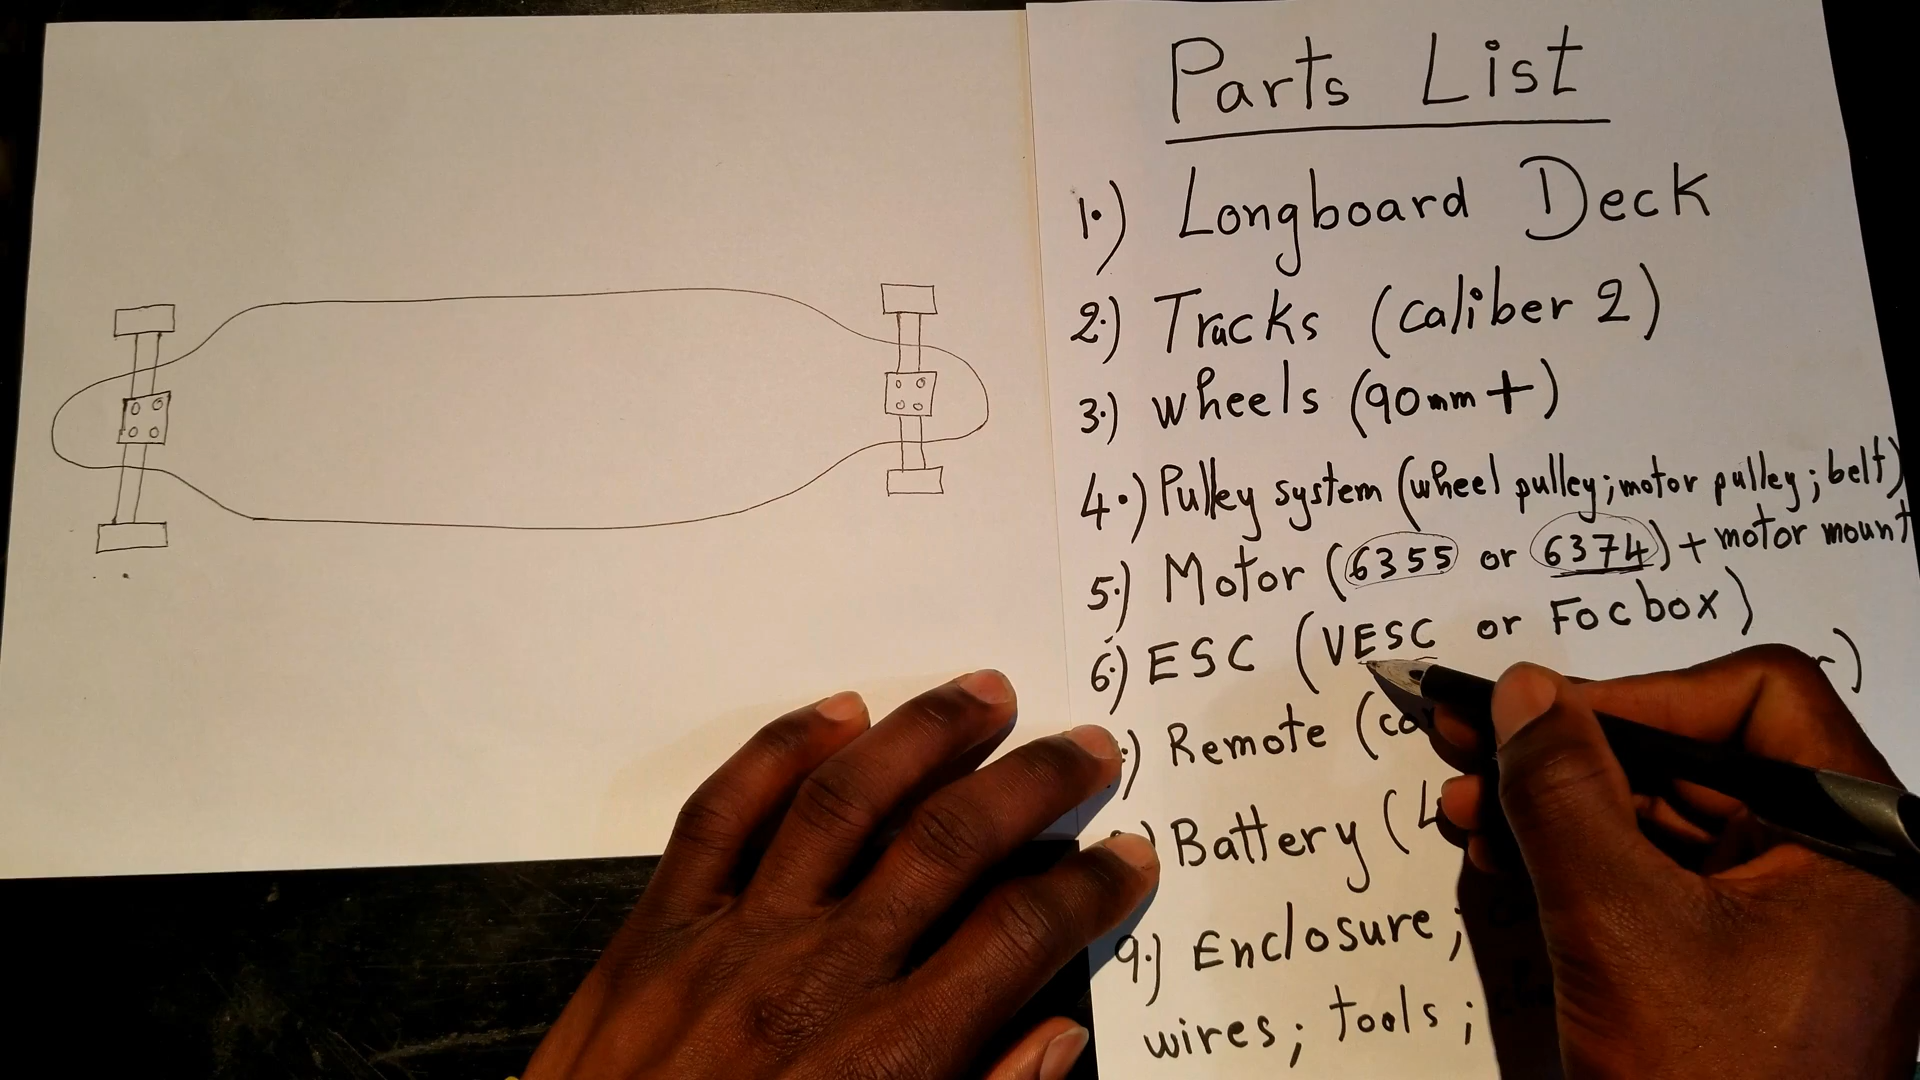 Parts List
1.) Longboard Deck
2.) Tracks (caliber 2)
3.) wheels (90mm+)
4.) Pulley system (wheel pulley; motor pulley; belt)
5.) Motor (6355 or 6374) + motor mount
6.) ESC (VESC or Focbox)
) Remote (
) Battery (
9.) Enclosure;
wires; tools;